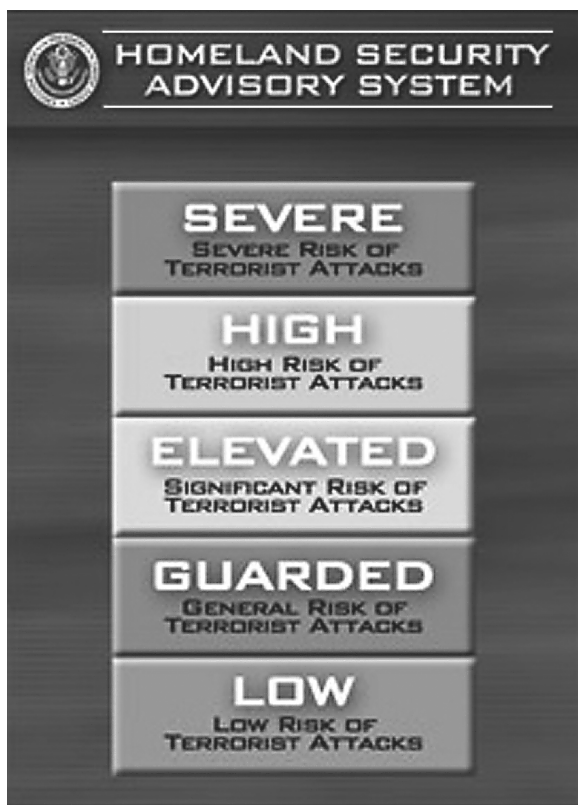 HOMELAND SECURITY
ADVISORY SYSTEM
SEVERE
SEVERE RISK OF
TERRORIST ATTACKS
HIGH
HIGH RISK OF
TERRORIST ATTACKS
ELEVATED
SIGNIFICANT RISK OF
TERRORIST ATTACKS
GUARDED
GENERAL RISK OF
TERRORIST ATTACKS
LOW
LOW RISK OF
TERRORIST ATTACKS